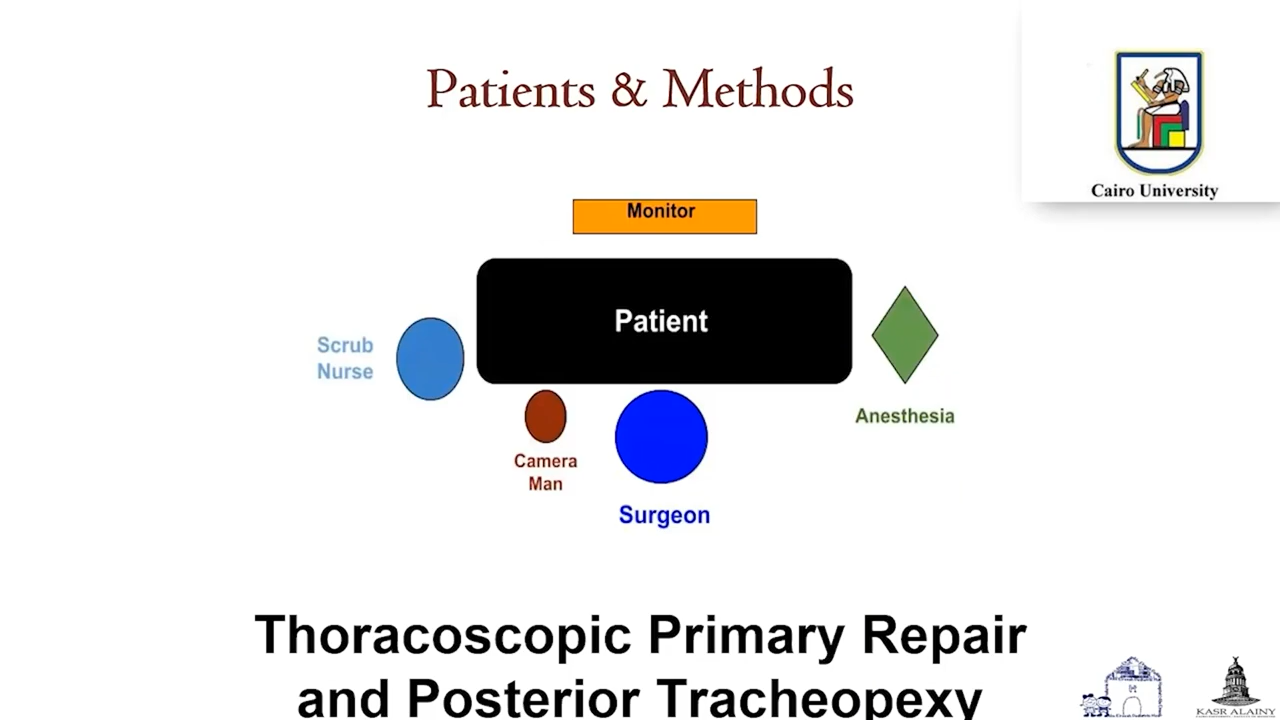 Patients & Methods
Cairo University
Monitor
Patient
Scrub
Nurse
Anesthesia
Camera
Man
Surgeon
Thoracoscopic Primary Repair
and Posterior Tracheopexy
KASR ALAINY